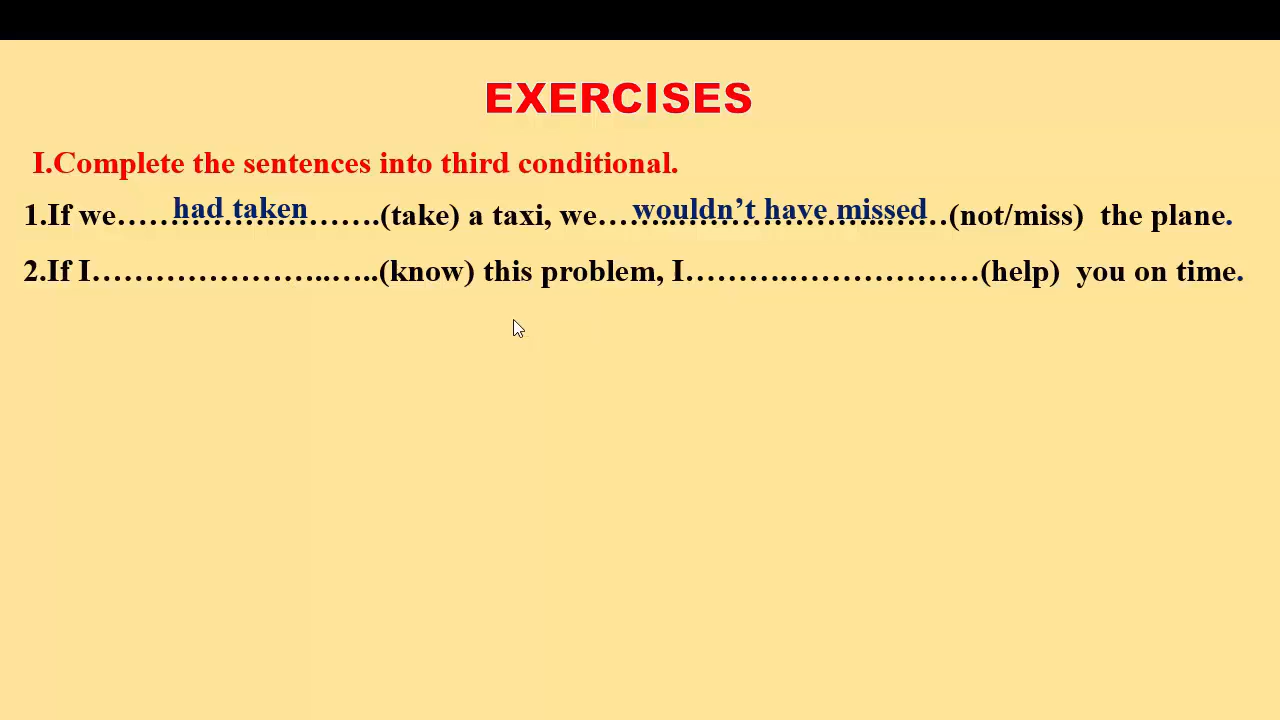 EXERCISES
I.Complete the sentences into third conditional.
1.If we……had taken…….(take) a taxi, we……wouldn’t have missed…(not/miss) the plane.
2.If I…………………..…..(know) this problem, I……….………………(help) you on time.